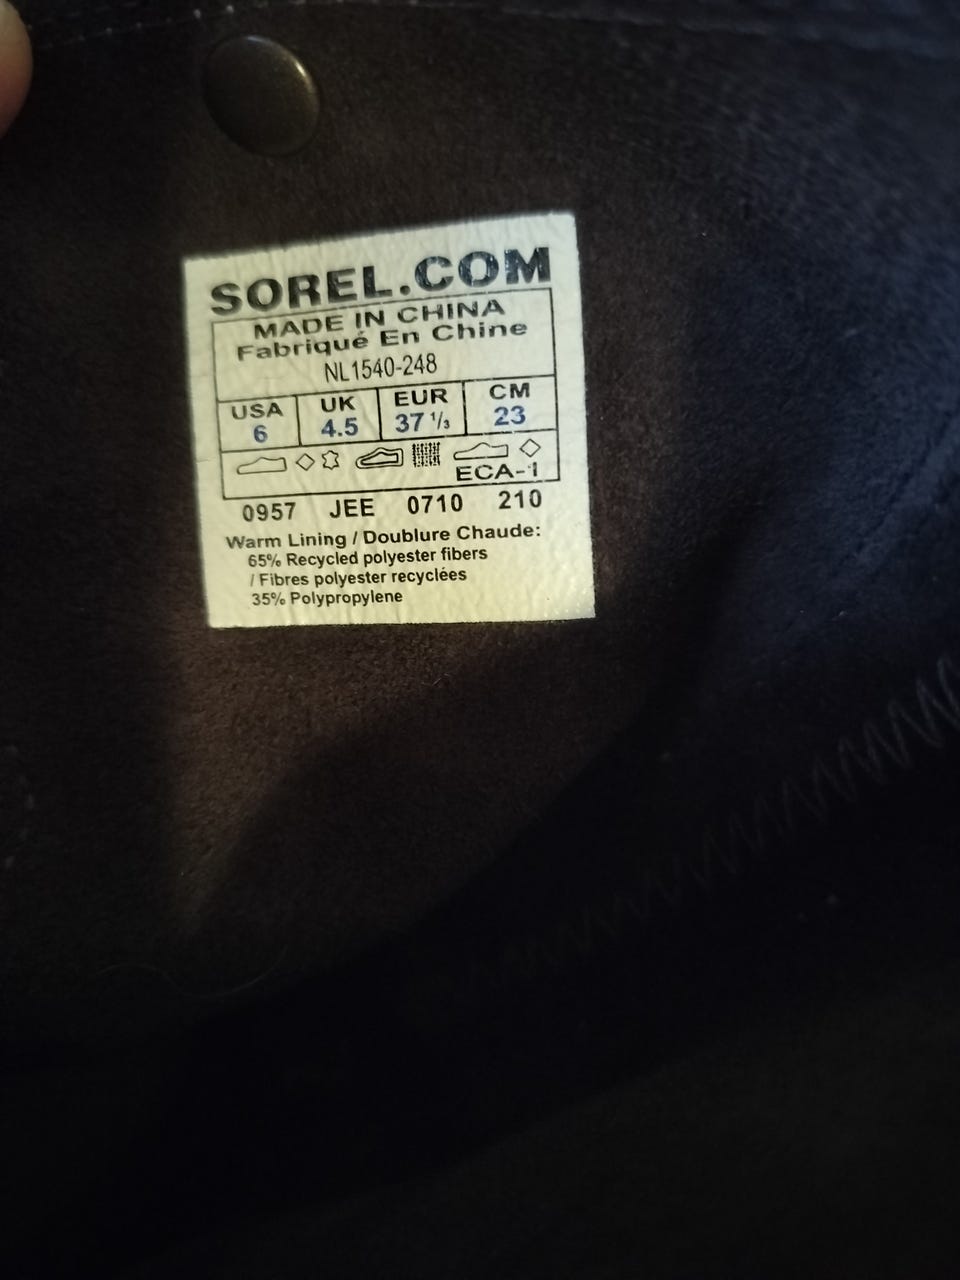 SOREL.COM
MADE IN CHINA
Fabriqué En Chine
NL1540-248
USA UK EUR CM
6 4.5 37 1/3 23
ECA-1
0957 JEE 0710 210
Warm Lining / Doublure Chaude:
65% Recycled polyester fibers
/ Fibres polyester recyclées
35% Polypropylene